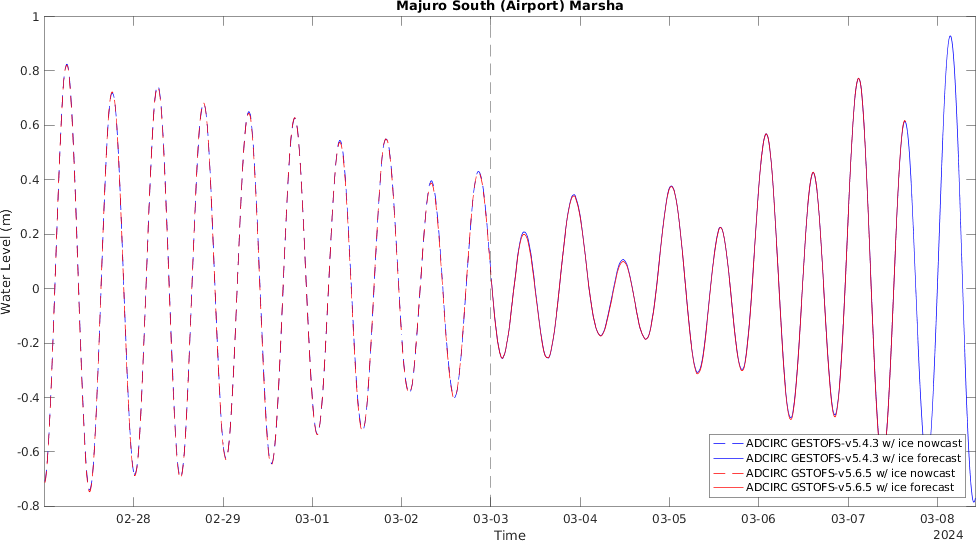 Majuro South (Airport) Marsha
Water Level (m)
1
0.8
0.6
0.4
0.2
0
-0.2
-0.4
-0.6
-0.8
ADCIRC GESTOFS-v5.4.3 w/ ice nowcast
ADCIRC GESTOFS-v5.4.3 w/ ice forecast
ADCIRC GSTOFS-v5.6.5 w/ ice nowcast
ADCIRC GSTOFS-v5.6.5 w/ ice forecast
02-28 02-29 03-01 03-02 03-03 03-04 03-05 03-06 03-07 03-08
2024
Time